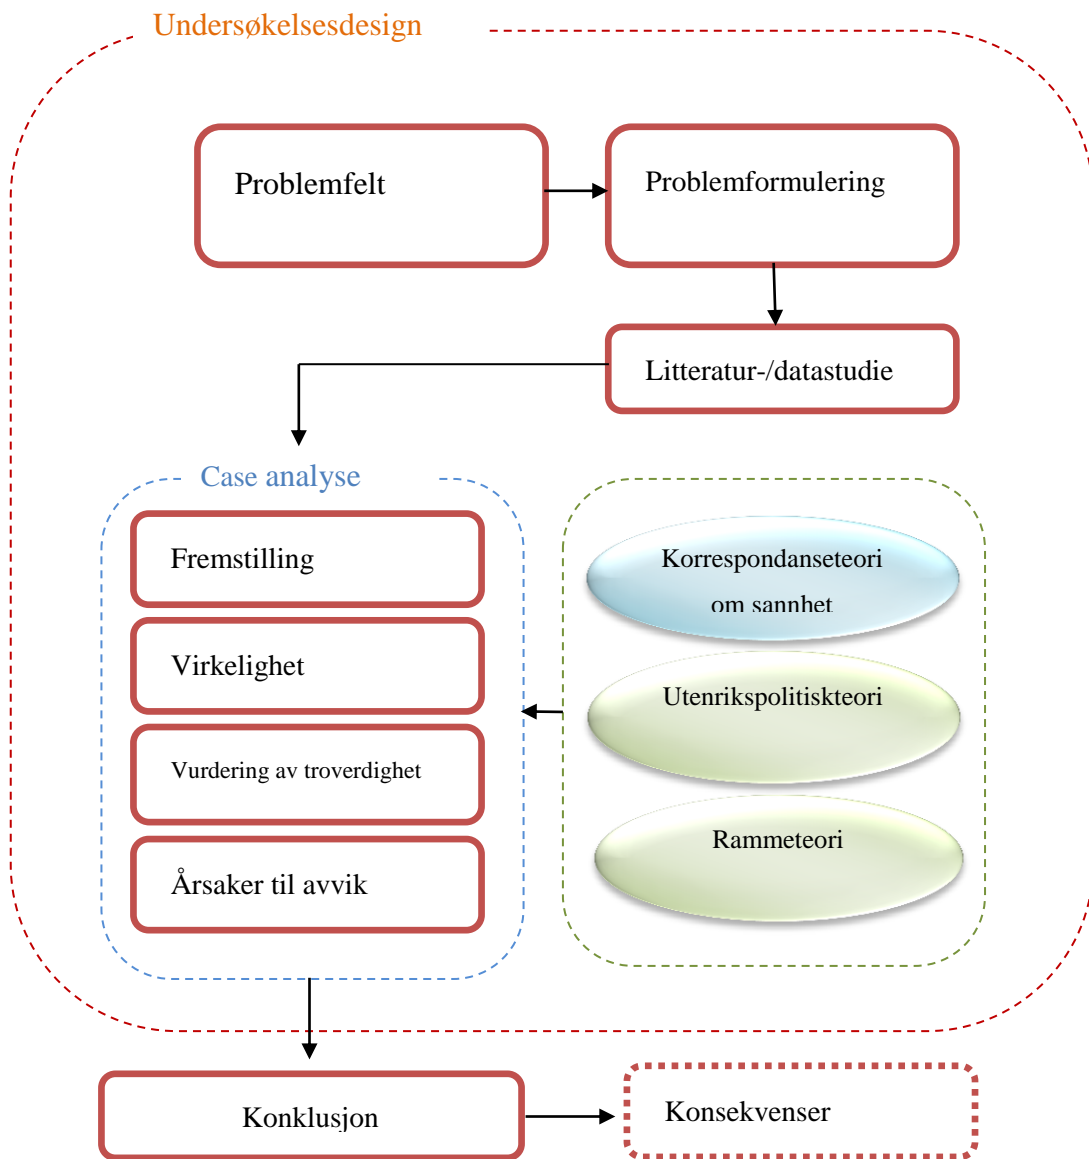 Undersøkelsesdesign
Problemfelt
Problemformulering
Litteratur-/datastudie
Case analyse
Fremstilling
Virkelighet
Vurdering av troverdighet
Årsaker til avvik
Korrespondanseteori
om sannhet
Utenrikspolitiskteori
Rammeteori
Konklusjon
Konsekvenser